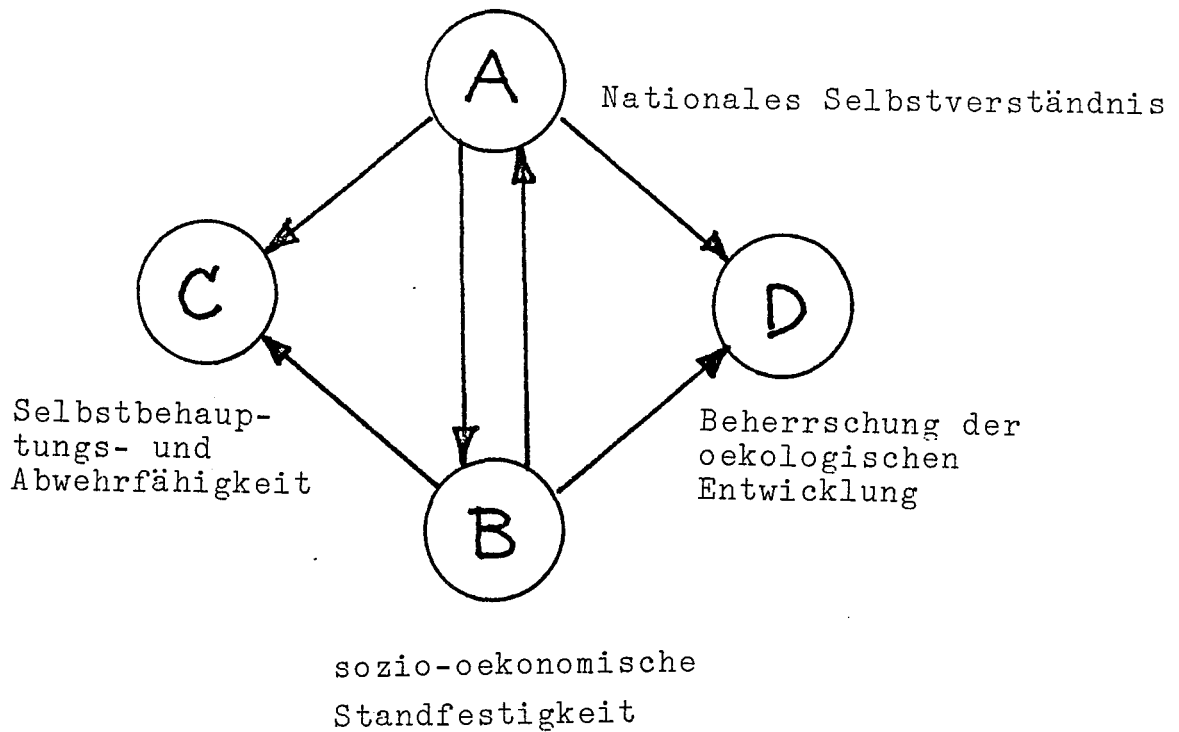 A
Nationales Selbstverständnis
C
D
Selbstbehaup-
tungs- und
Abwehrfähigkeit
Beherrschung der
oekologischen
Entwicklung
B
sozio-oekonomische
Standfestigkeit